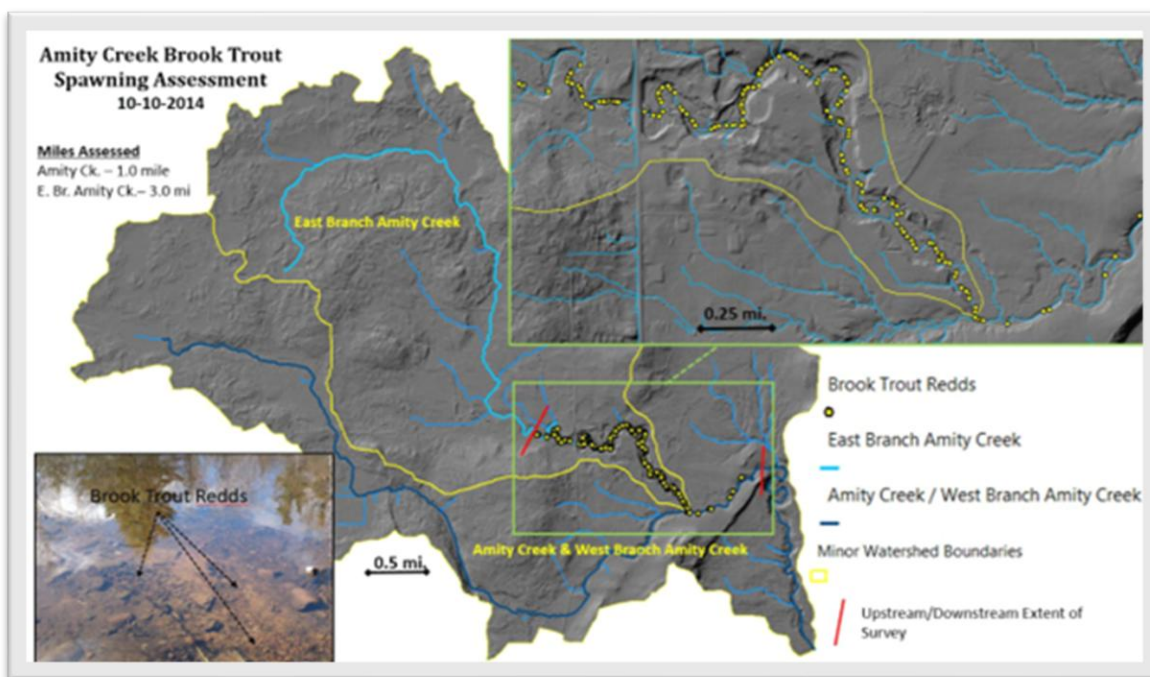 Amity Creek Brook Trout
Spawning Assessment
10-10-2014
Miles Assessed
Amity Ck. – 1.0 mile
E. Br. Amity Ck.– 3.0 mi
East Branch Amity Creek
0.25 mi.
Brook Trout Redds
East Branch Amity Creek
Amity Creek / West Branch Amity Creek
Minor Watershed Boundaries
Upstream/Downstream Extent of
Survey
Amity Creek & West Branch Amity Creek
0.5 mi.
Brook Trout Redds